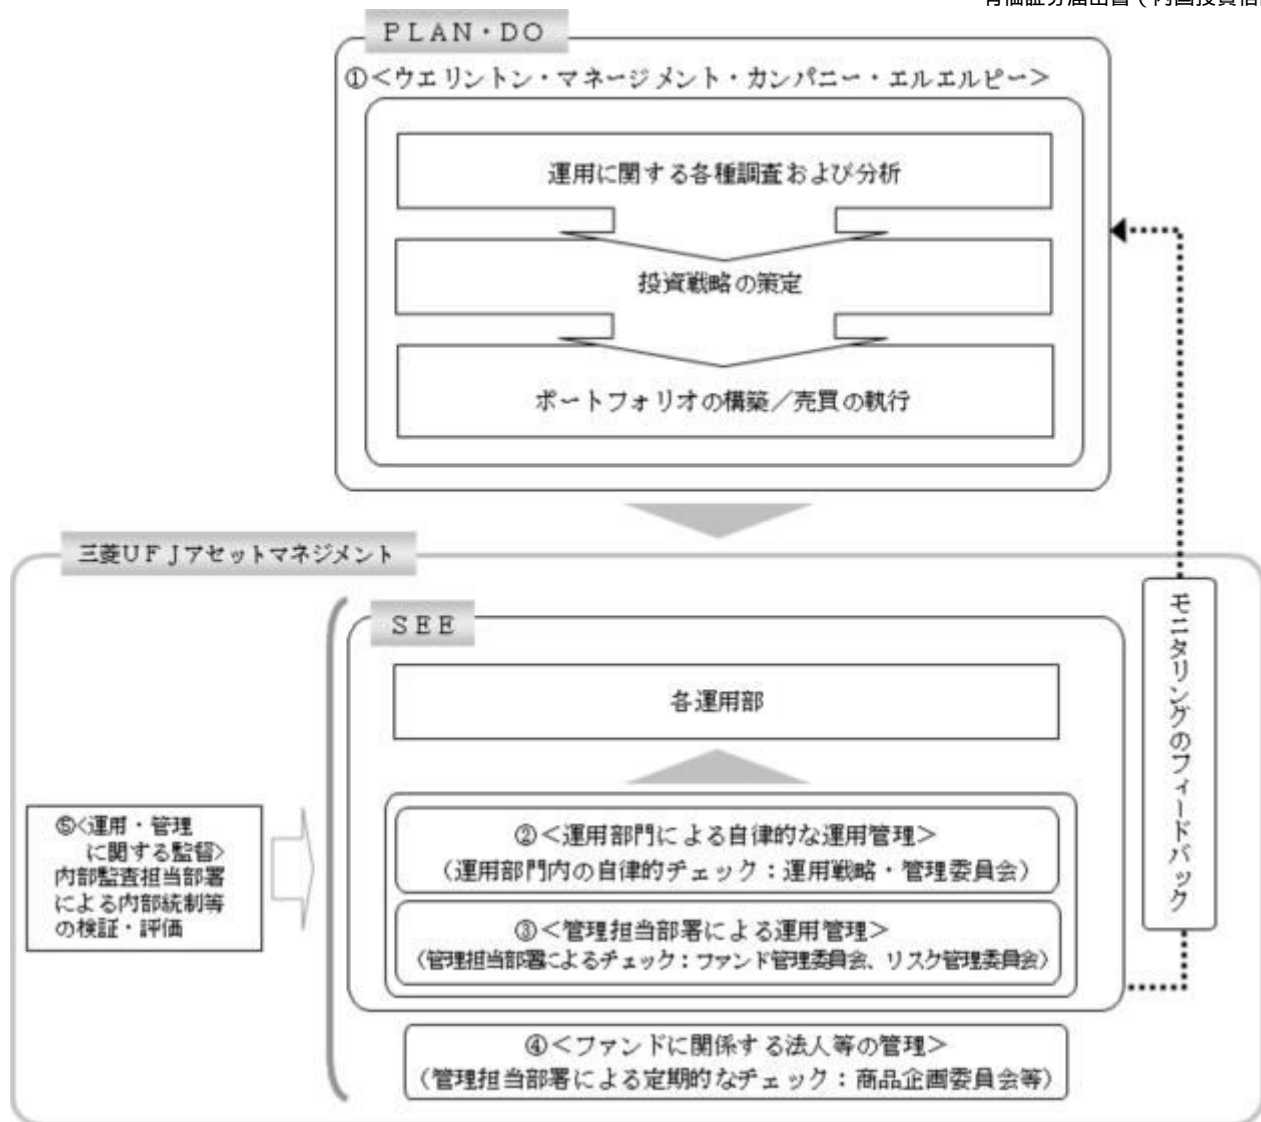 有価証券届出書（内国投資信
ＰＬＡＮ・ＤＯ
①＜ウエリントン・マネージメント・カンパニー・エルエルピー＞
運用に関する各種調査および分析
投資戦略の策定
ポートフォリオの構築／売買の執行
三菱ＵＦＪアセットマネジメント
ＳＥＥ
各運用部
②＜運用部門による自律的な運用管理＞
（運用部門内の自律的チェック：運用戦略・管理委員会）
③＜管理担当部署による運用管理＞
（管理担当部署によるチェック：ファンド管理委員会、リスク管理委員会）
④＜ファンドに関係する法人等の管理＞
（管理担当部署による定期的なチェック：商品企画委員会等）
⑤＜運用・管理
に関する監督＞
内部監査担当部署
による内部統制等
の検証・評価
モニタリングのフィードバック